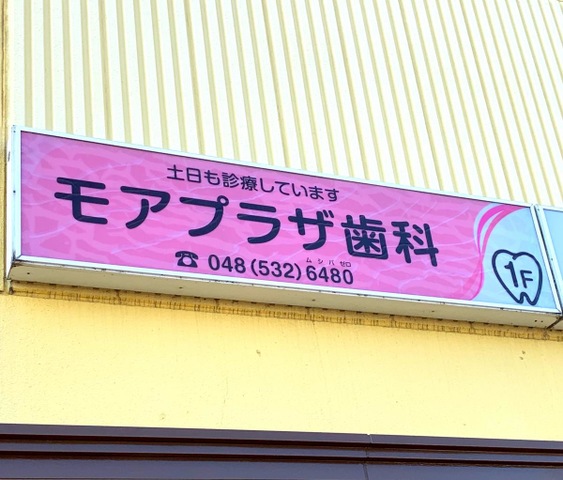 土日も診療しています
モアプラザ歯科
ムシバゼロ
☎ 048(532)6480
1F